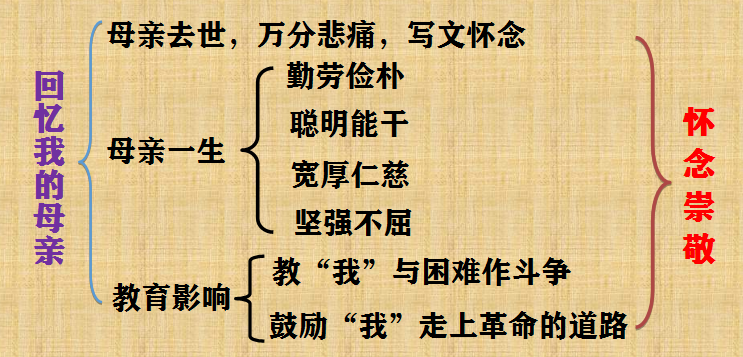 回忆我的母亲
母亲去世，万分悲痛，写文怀念
母亲一生
勤劳俭朴
聪明能干
宽厚仁慈
坚强不屈
教育影响
教“我”与困难作斗争
鼓励“我”走上革命的道路
怀念崇敬